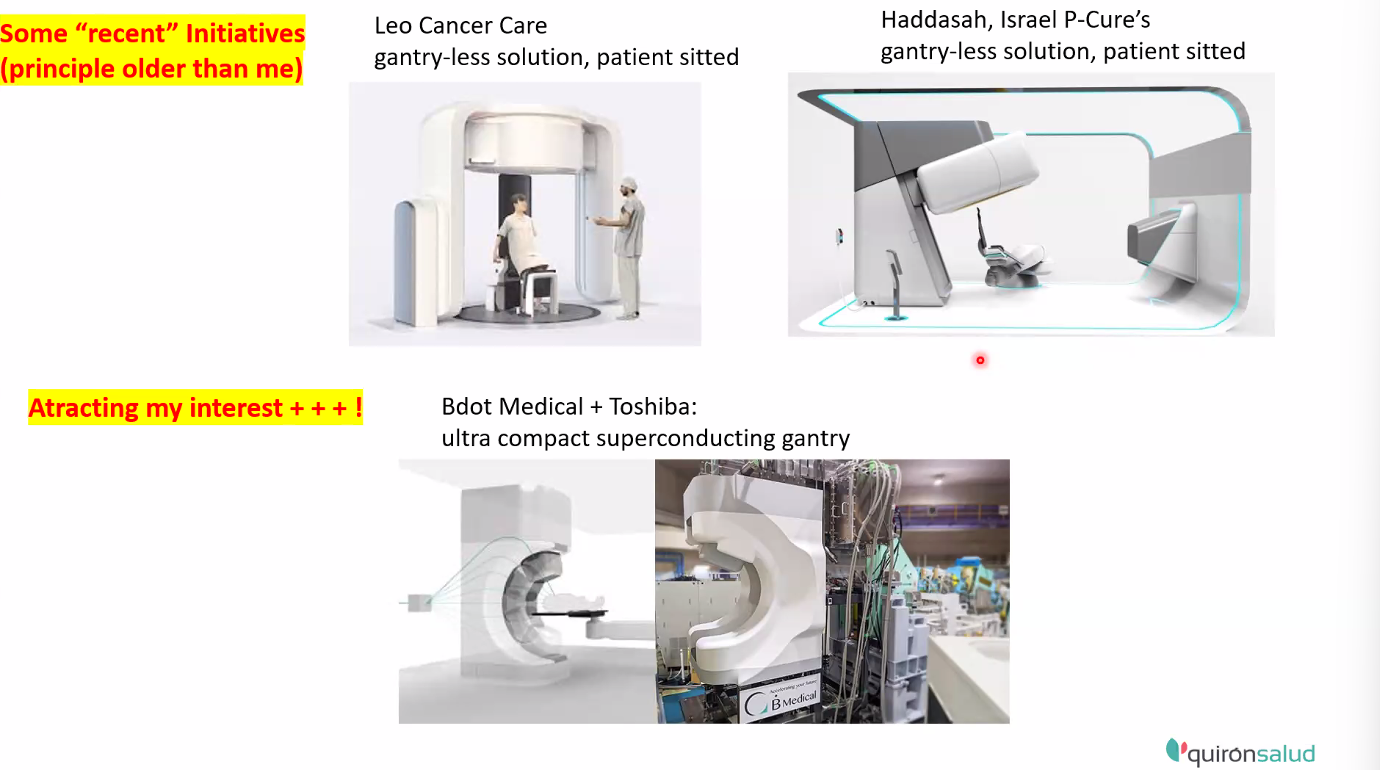 Some “recent” Initiatives
(principle older than me)
Leo Cancer Care
gantry-less solution, patient sitted
Haddasah, Israel P-Cure’s
gantry-less solution, patient sitted
Atracting my interest + + + !
Bdot Medical + Toshiba:
ultra compact superconducting gantry
Accelerating your future
B Medical
quirónsalud